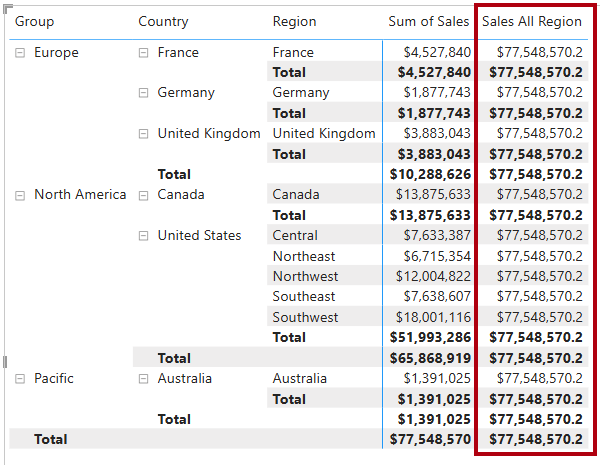 Group Country Region Sum of Sales Sales All Region
Europe France France $4,527,840 $77,548,570.2
Total $4,527,840 $77,548,570.2
Germany Germany $1,877,743 $77,548,570.2
Total $1,877,743 $77,548,570.2
United Kingdom United Kingdom $3,883,043 $77,548,570.2
Total $3,883,043 $77,548,570.2
Total $10,288,626 $77,548,570.2
North America Canada Canada $13,875,633 $77,548,570.2
Total $13,875,633 $77,548,570.2
United States Central $7,633,387 $77,548,570.2
Northeast $6,715,354 $77,548,570.2
Northwest $12,004,822 $77,548,570.2
Southeast $7,638,607 $77,548,570.2
Southwest $18,001,116 $77,548,570.2
Total $51,993,286 $77,548,570.2
Total $65,868,919 $77,548,570.2
Pacific Australia Australia $1,391,025 $77,548,570.2
Total $1,391,025 $77,548,570.2
Total $1,391,025 $77,548,570.2
Total $77,548,570 $77,548,570.2